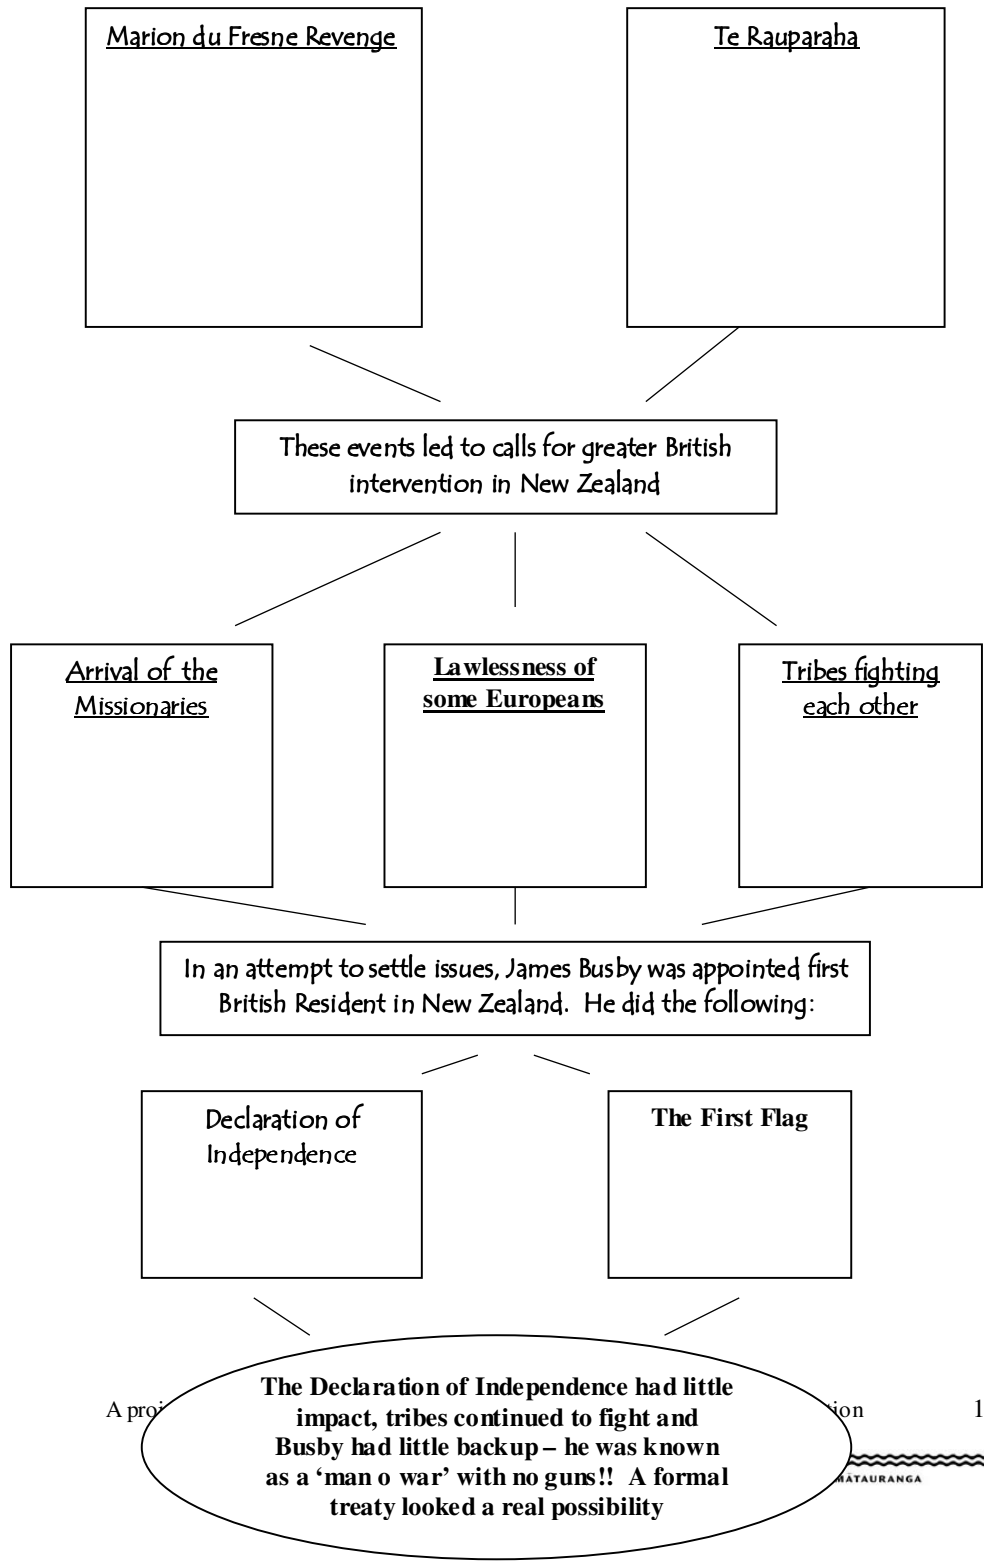 Marion du Fresne Revenge
Te Rauparaha
These events led to calls for greater British
intervention in New Zealand
Arrival of the
Missionaries
Lawlessness of
some Europeans
Tribes fighting
each other
In an attempt to settle issues, James Busby was appointed first
British Resident in New Zealand. He did the following:
Declaration of
Independence
The First Flag
The Declaration of Independence had little
impact, tribes continued to fight and
Busby had little backup – he was known
as a ‘man o war’ with no guns!! A formal
treaty looked a real possibility
A
1
MĀTAURANGA